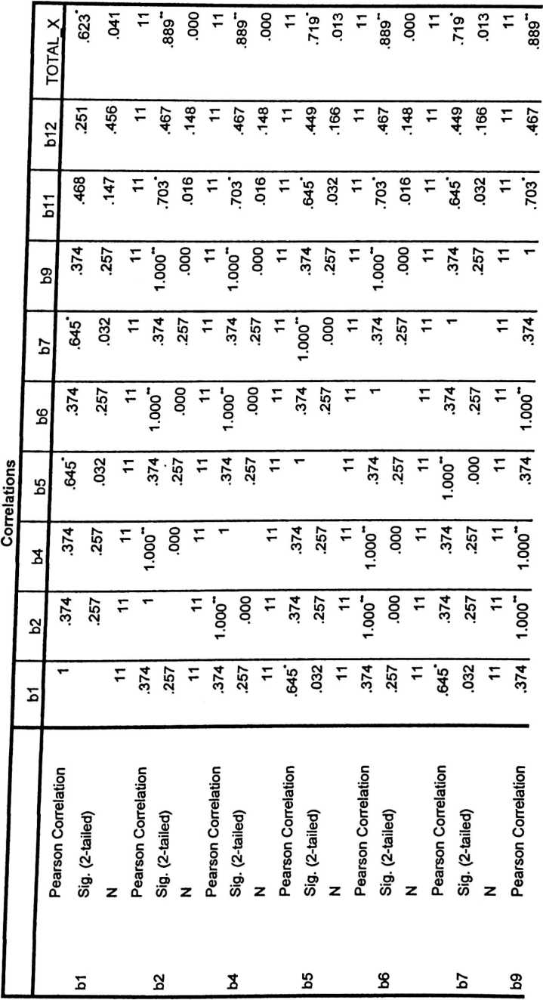 Correlations
b1 b2 b4 b5 b6 b7 b9 b11 b12 TOTAL_X
b1 Pearson Correlation 1 .374 .374 .645* .374 .645* .374 .468 .251 .623*
Sig. (2-tailed) .257 .257 .032 .257 .032 .257 .147 .456 .041
N 11 11 11 11 11 11 11 11 11 11
b2 Pearson Correlation .374 1 1.000** .374 1.000** .374 1.000** .703* .467 .889**
Sig. (2-tailed) .257 .000 .257 .000 .257 .000 .016 .148 .000
N 11 11 11 11 11 11 11 11 11 11
b4 Pearson Correlation .374 1.000** 1 .374 1.000** .374 1.000** .703* .467 .889**
Sig. (2-tailed) .257 .000 .257 .000 .257 .000 .016 .148 .000
N 11 11 11 11 11 11 11 11 11 11
b5 Pearson Correlation .645* .374 .374 1 .374 1.000** .374 .645* .449 .719*
Sig. (2-tailed) .032 .257 .257 .257 .000 .257 .032 .166 .013
N 11 11 11 11 11 11 11 11 11 11
b6 Pearson Correlation .374 1.000** 1.000** .374 1 .374 1.000** .703* .467 .889**
Sig. (2-tailed) .257 .000 .000 .257 .257 .000 .016 .148 .000
N 11 11 11 11 11 11 11 11 11 11
b7 Pearson Correlation .645* .374 .374 1.000** .374 1 .374 .645* .449 .719*
Sig. (2-tailed) .032 .257 .257 .000 .257 .257 .032 .166 .013
N 11 11 11 11 11 11 11 11 11 11
b9 Pearson Correlation .374 1.000** 1.000** .374 1.000** .374 1 .703* .467 .889**